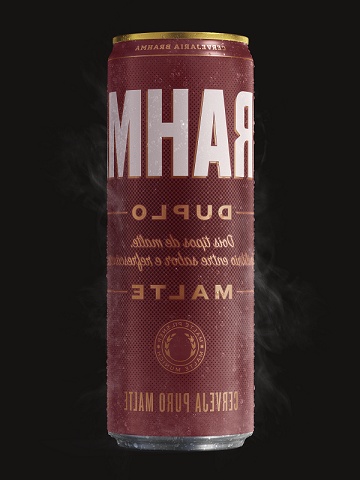 CERVEJARIA BRAHMA
RAHM
DUPLO
Dois tipos de malte,
entre sabor e
MALTE
CERVEJA PURO MALTE